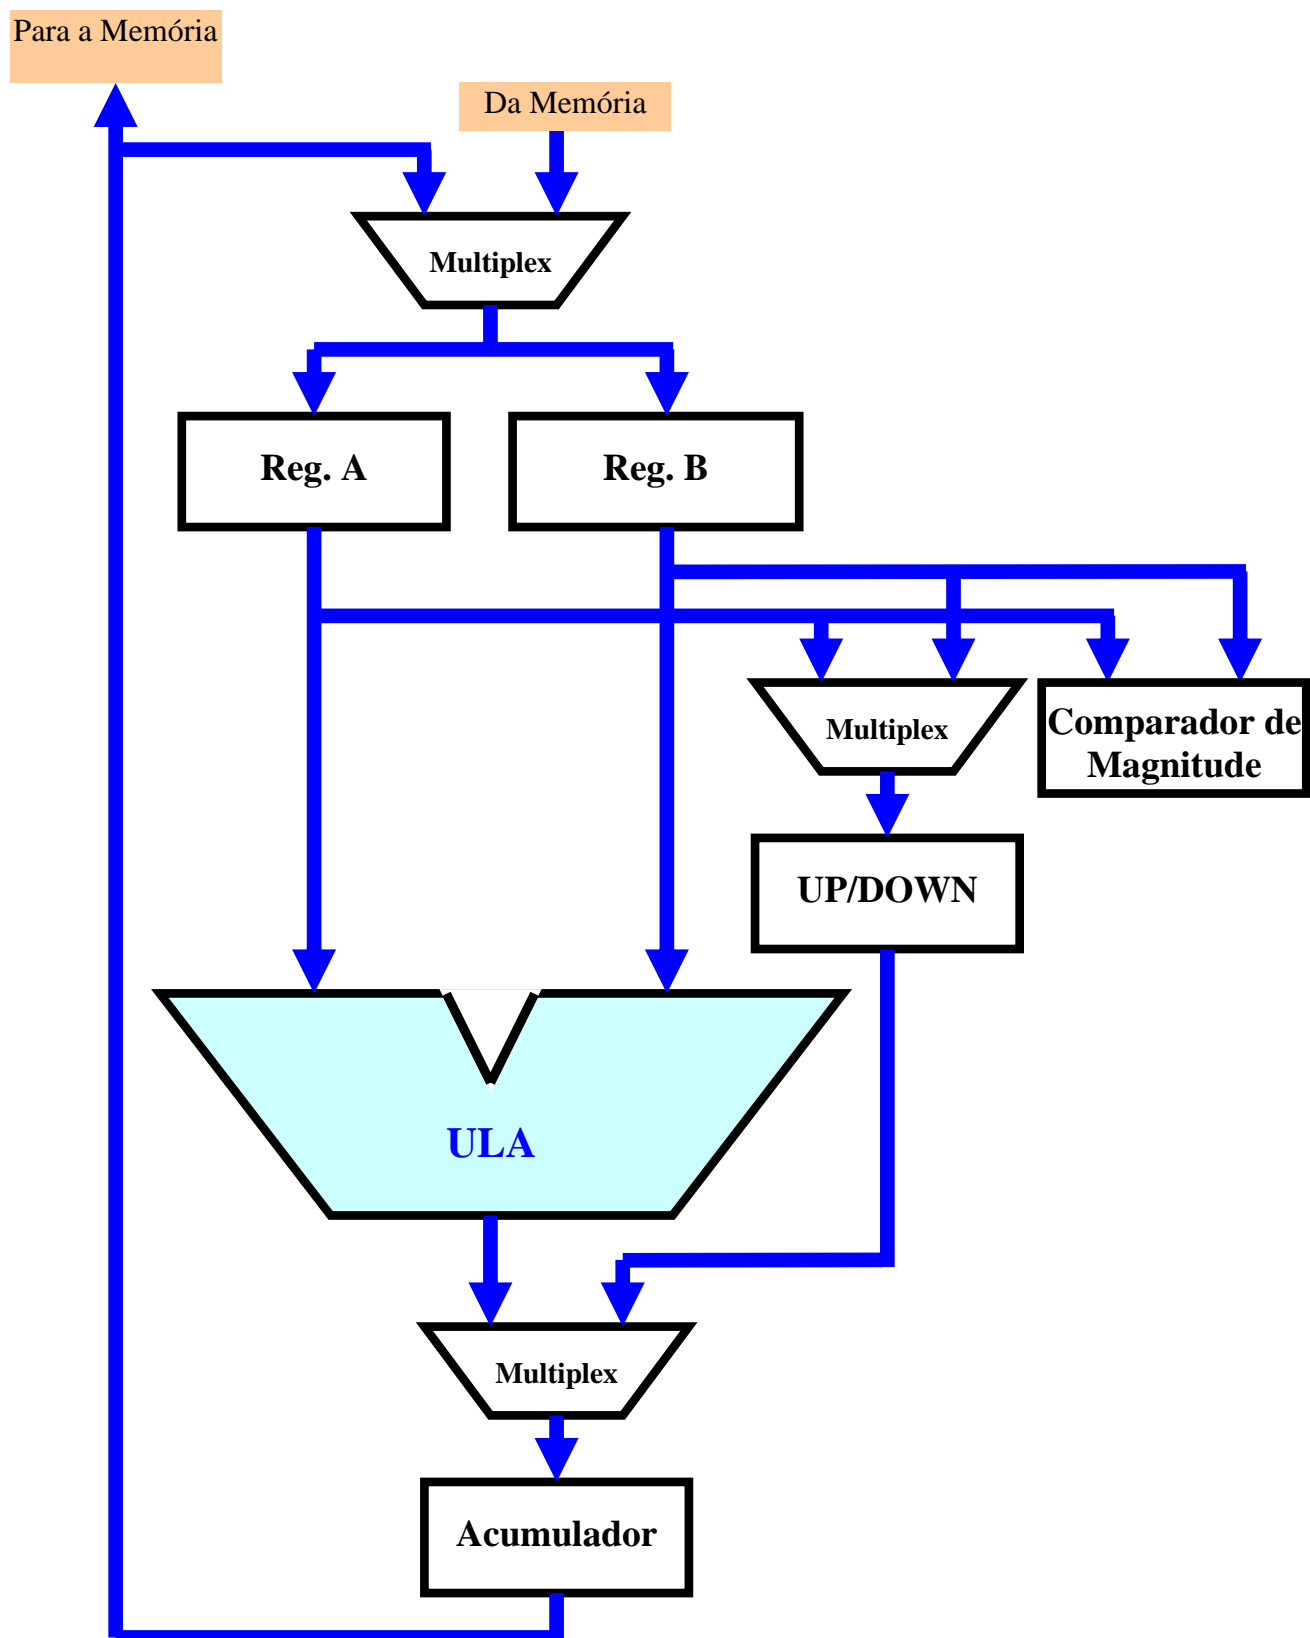 Para a Memória
Da Memória
Multiplex
Reg. A
Reg. B
Multiplex
Comparador de
Magnitude
UP/DOWN
ULA
Multiplex
Acumulador